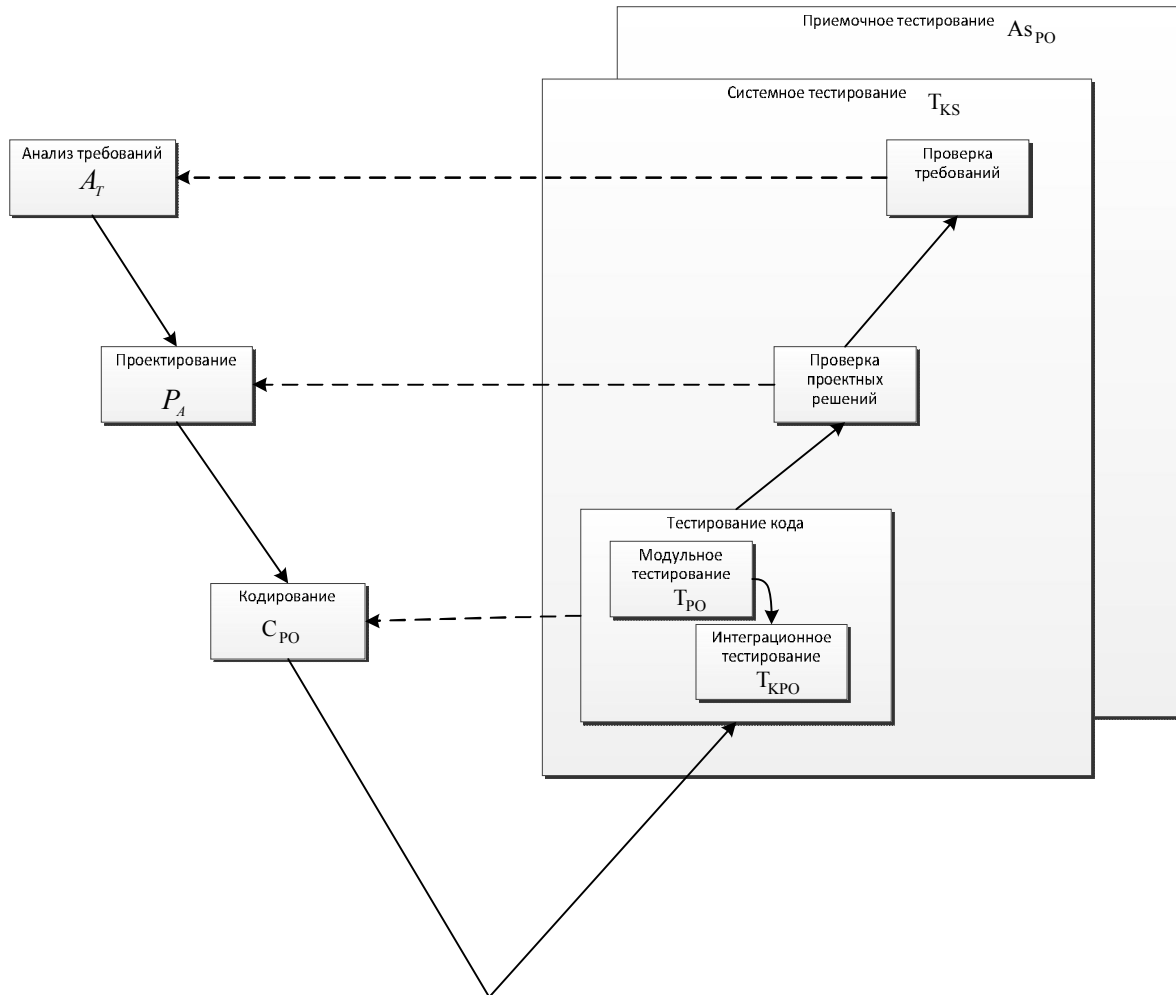 Приемочное тестирование As_PO
Системное тестирование T_KS
Анализ требований
A_T
Проверка
требований
Проектирование
P_A
Проверка
проектных
решений
Тестирование кода
Модульное
тестирование
T_PO
Кодирование
C_PO
Интеграционное
тестирование
T_KPO